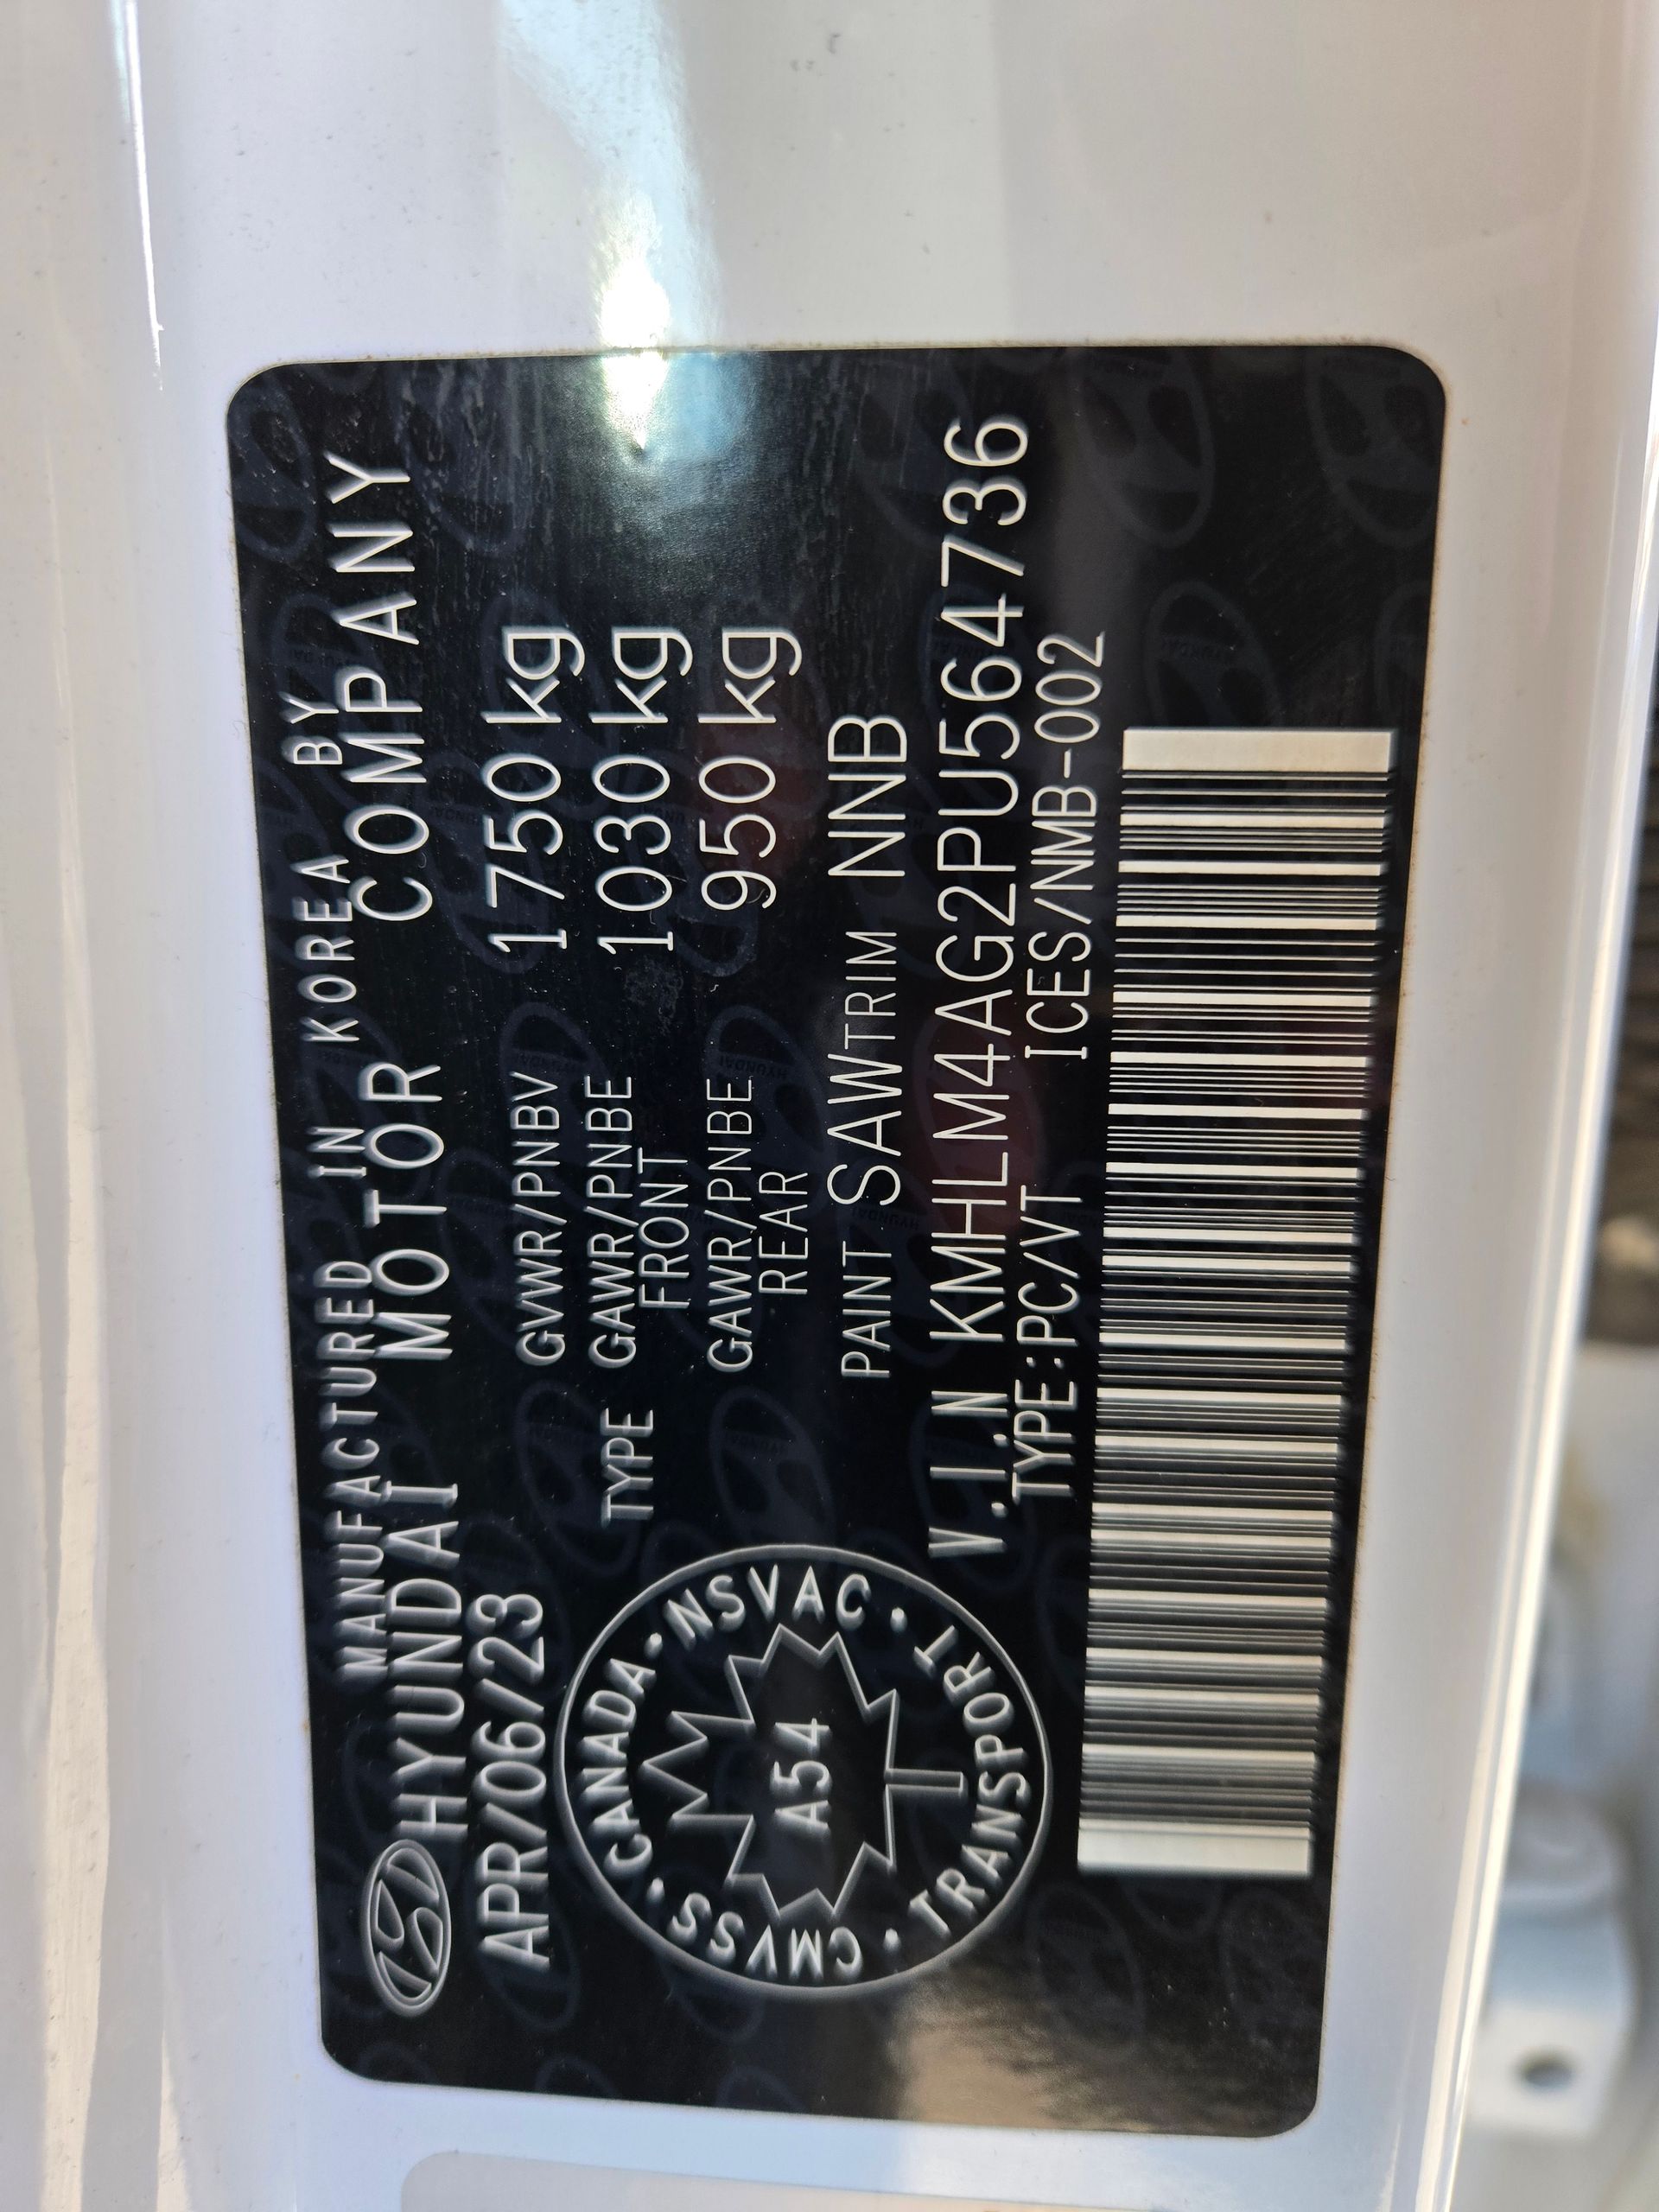 MANUFACTURED IN KOREA BY
HYUNDAI MOTOR COMPANY
APR/06/23
GVWR/PNBV 1750 kg
TYPE GAWR/PNBE 1030 kg
FRONT
GAWR/PNBE 950 kg
REAR
CANADA • NSVAC • TRANSPORT • CMVSS •
A54
PAINT SAW TRIM NNB
V.I.N KMHLM4AG2PU564736
TYPE:PC/VT ICES/NMB-002